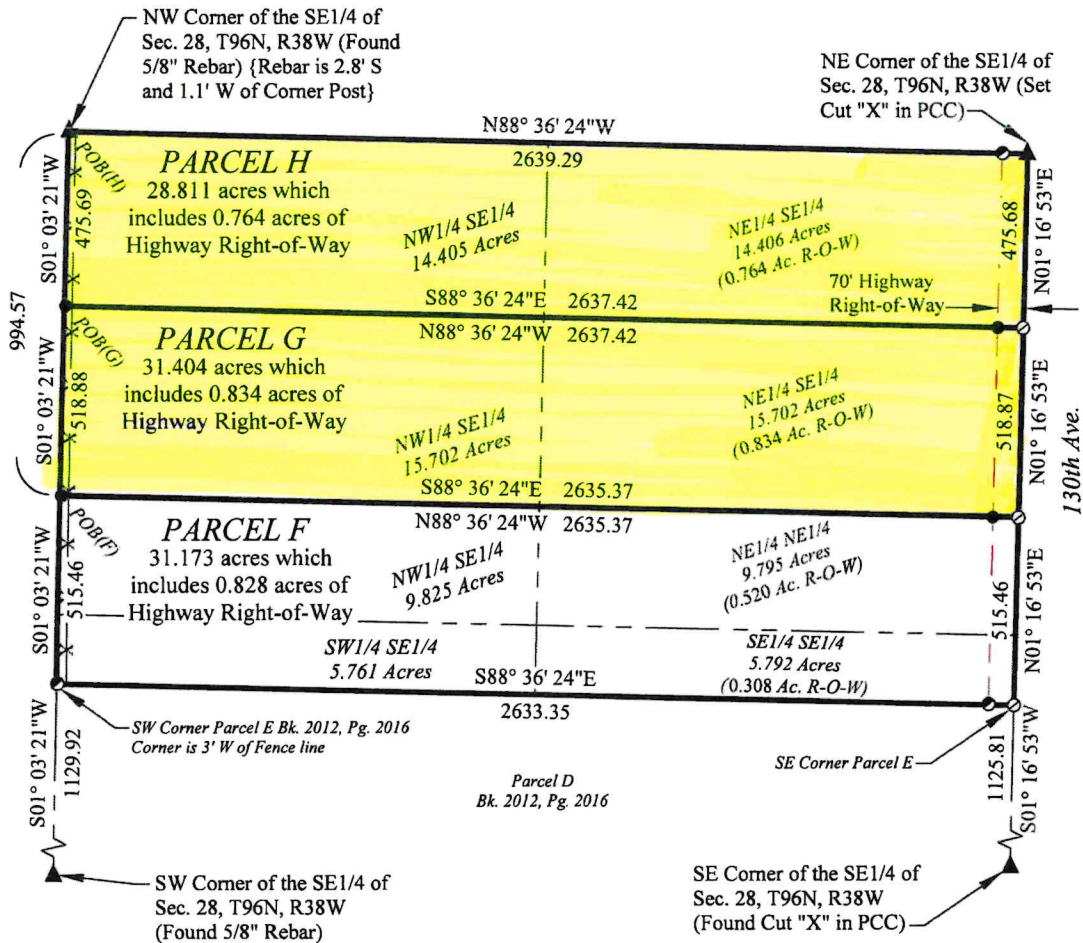 NW Corner of the SE1/4 of
Sec. 28, T96N, R38W (Found
5/8" Rebar) {Rebar is 2.8' S
and 1.1' W of Corner Post}
NE Corner of the SE1/4 of
Sec. 28, T96N, R38W (Set
Cut "X" in PCC)
N88° 36' 24"W
2639.29
994.57
S01° 03' 21"W
475.69
POB(H)
PARCEL H
28.811 acres which
includes 0.764 acres of
Highway Right-of-Way
NW1/4 SE1/4
14.405 Acres
NE1/4 SE1/4
14.406 Acres
(0.764 Ac. R-O-W)
70' Highway
Right-of-Way
475.68
N01° 16' 53"E
S88° 36' 24"E 2637.42
N88° 36' 24"W 2637.42
S01° 03' 21"W
518.88
POB(G)
PARCEL G
31.404 acres which
includes 0.834 acres of
Highway Right-of-Way
NW1/4 SE1/4
15.702 Acres
NE1/4 SE1/4
15.702 Acres
(0.834 Ac. R-O-W)
518.87
N01° 16' 53"E
130th Ave.
S88° 36' 24"E 2635.37
N88° 36' 24"W 2635.37
S01° 03' 21"W
515.46
POB(F)
PARCEL F
31.173 acres which
includes 0.828 acres of
Highway Right-of-Way
NW1/4 SE1/4
9.825 Acres
NE1/4 NE1/4
9.795 Acres
(0.520 Ac. R-O-W)
515.46
N01° 16' 53"E
SW1/4 SE1/4
5.761 Acres
SE1/4 SE1/4
5.792 Acres
(0.308 Ac. R-O-W)
S88° 36' 24"E
2633.35
SW Corner Parcel E Bk. 2012, Pg. 2016
Corner is 3' W of Fence line
SE Corner Parcel E
S01° 03' 21"W
1129.92
Parcel D
Bk. 2012, Pg. 2016
1125.81
S01° 16' 53"W
SW Corner of the SE1/4 of
Sec. 28, T96N, R38W
(Found 5/8" Rebar)
SE Corner of the SE1/4 of
Sec. 28, T96N, R38W
(Found Cut "X" in PCC)